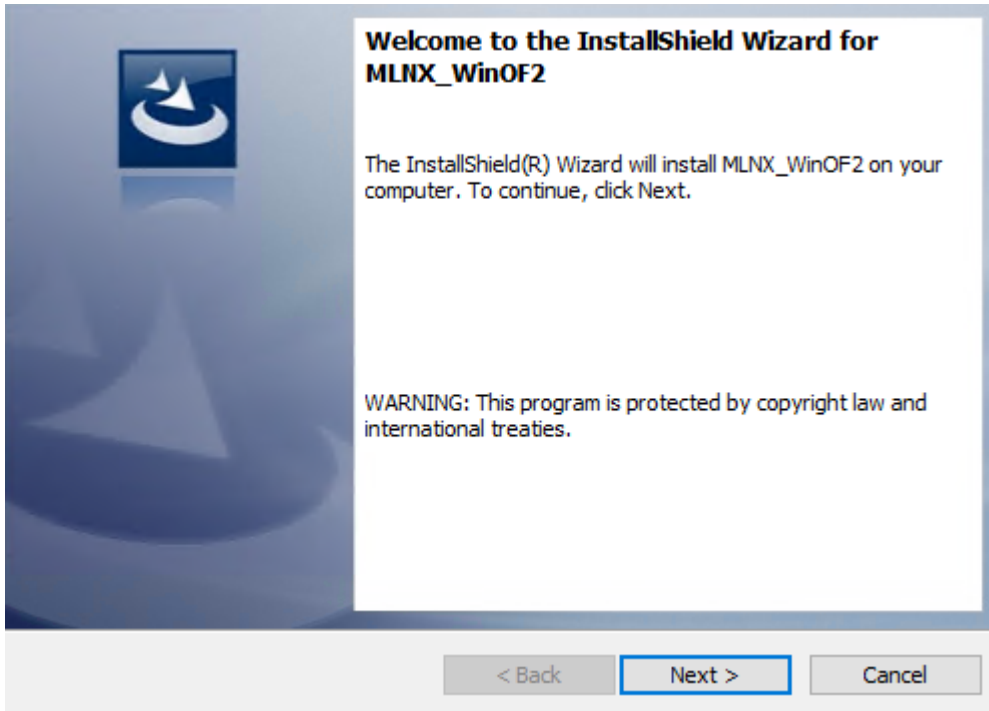 Welcome to the InstallShield Wizard for
MLNX_WinOF2
The InstallShield(R) Wizard will install MLNX_WinOF2 on your
computer. To continue, click Next.
WARNING: This program is protected by copyright law and
international treaties.
< Back
Next >
Cancel